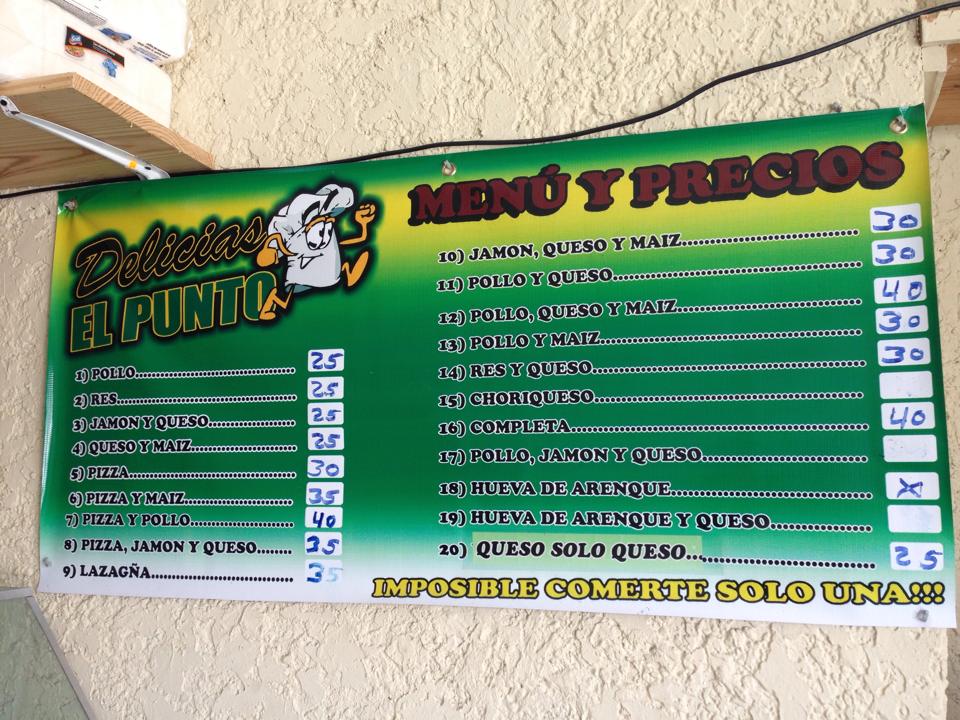 Delicias
EL PUNTO
MENÚ Y PRECIOS
1) POLLO.......... 25
2) RES.......... 25
3) JAMON Y QUESO.......... 25
4) QUESO Y MAIZ.......... 25
5) PIZZA.......... 30
6) PIZZA Y MAIZ.......... 35
7) PIZZA Y POLLO.......... 40
8) PIZZA, JAMON Y QUESO........ 35
9) LAZAGÑA.......... 35
10) JAMON, QUESO Y MAIZ.......... 30
11) POLLO Y QUESO.......... 30
12) POLLO, QUESO Y MAIZ.......... 40
13) POLLO Y MAIZ.......... 30
14) RES Y QUESO.......... 30
15) CHORIQUESO..........
16) COMPLETA.......... 40
17) POLLO, JAMON Y QUESO..........
18) HUEVA DE ARENQUE.......... X
19) HUEVA DE ARENQUE Y QUESO..........
20) QUESO SOLO QUESO.......... 25
IMPOSIBLE COMERTE SOLO UNA!!!